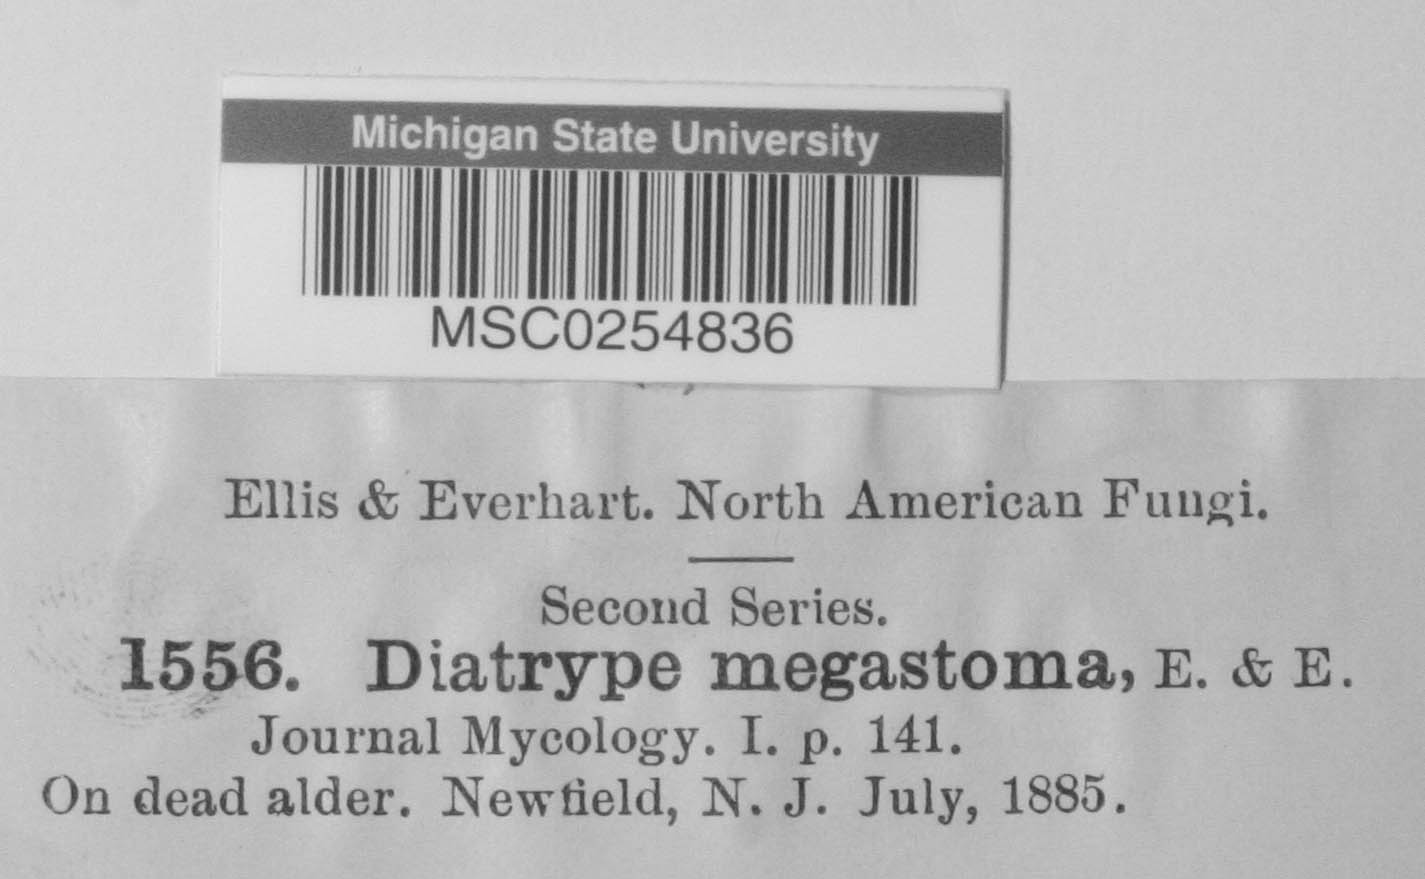 Michigan State University
MSC0254836
Ellis & Everhart. North American Fungi.
Second Series.
1556. Diatrype megastoma, E. & E.
Journal Mycology. I. p. 141.
On dead alder. Newfield, N. J. July, 1885.